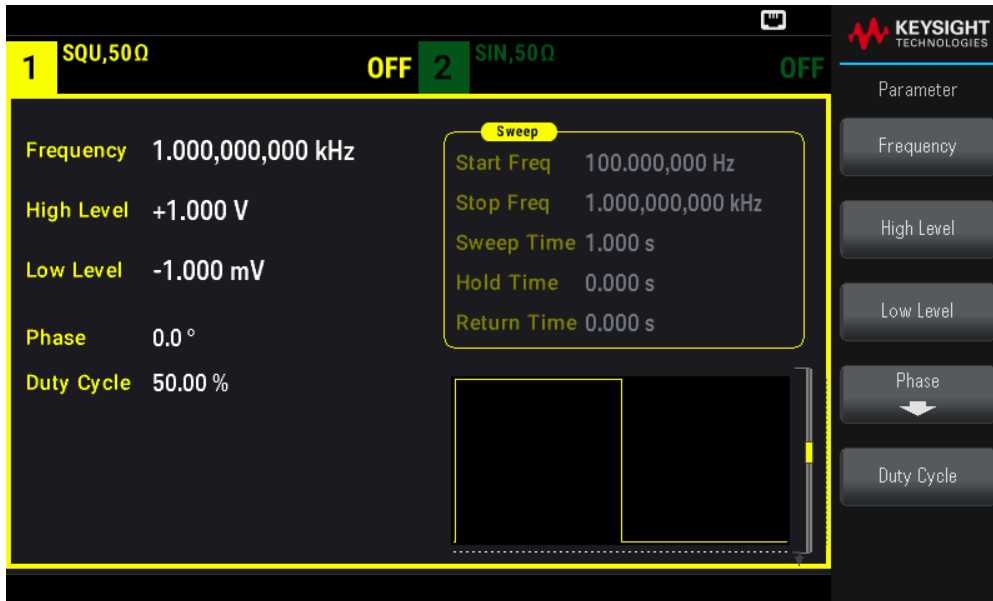 KEYSIGHT
TECHNOLOGIES
1 SQU,50Ω OFF
2 SIN,50Ω OFF
Parameter
Frequency 1.000,000,000 kHz
High Level +1.000 V
Low Level -1.000 mV
Phase 0.0 °
Duty Cycle 50.00 %
Sweep
Start Freq 100.000,000 Hz
Stop Freq 1.000,000,000 kHz
Sweep Time 1.000 s
Hold Time 0.000 s
Return Time 0.000 s
Frequency
High Level
Low Level
Phase
Duty Cycle